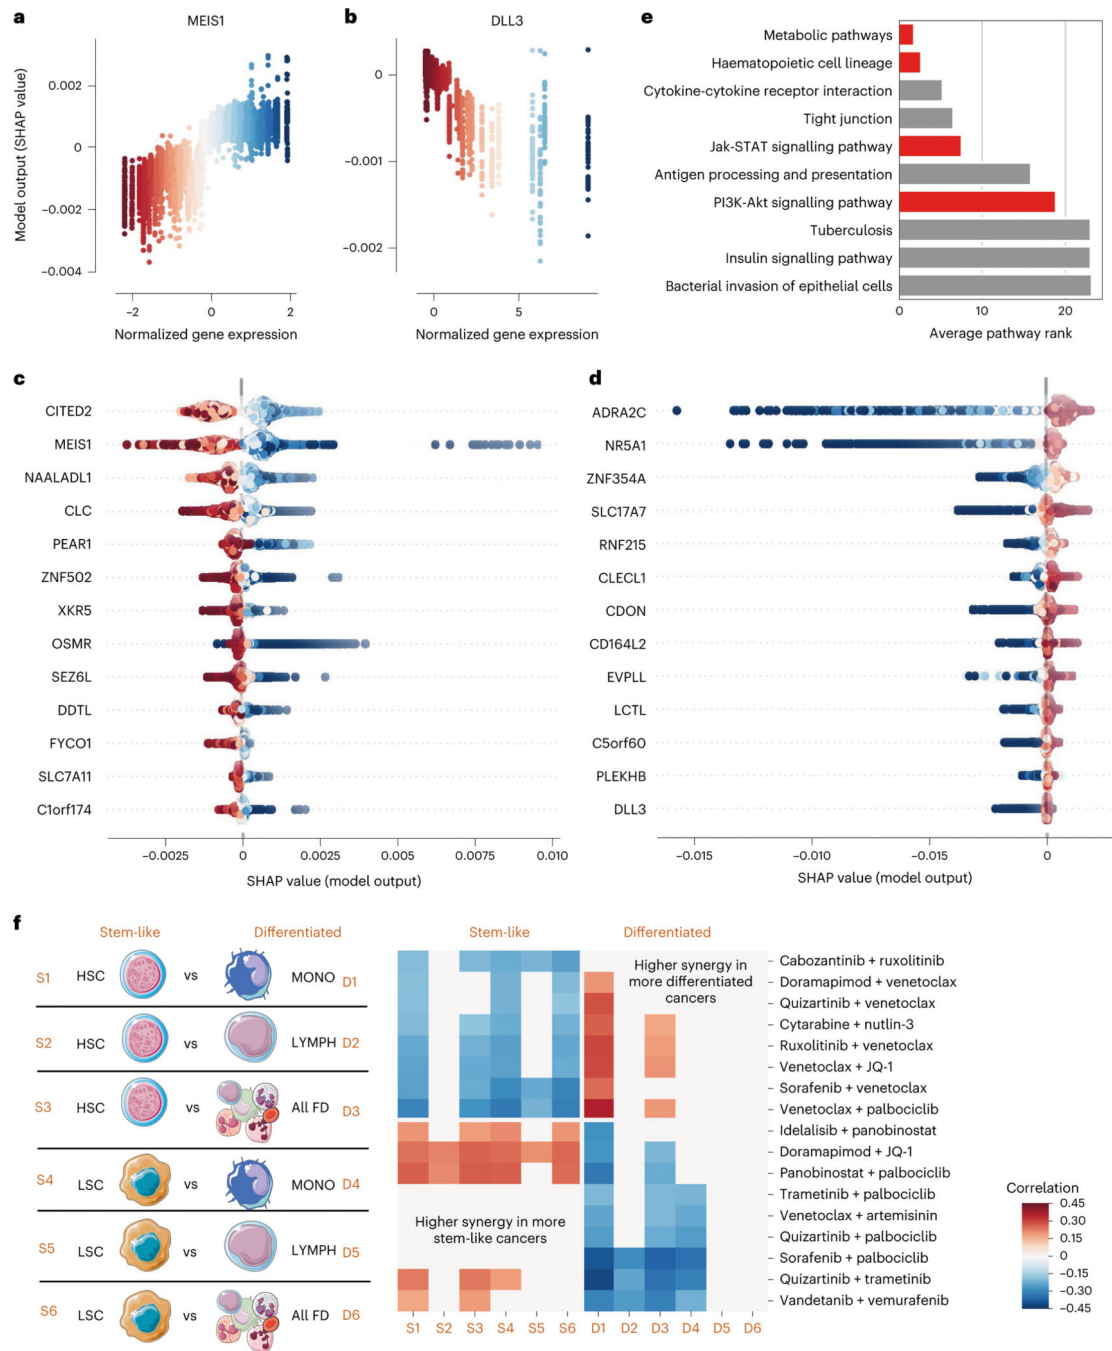 a
MEIS1
Model output (SHAP value)
0.002
0
−0.002
−0.004
−2
0
2
Normalized gene expression
b
DLL3
0
−0.001
−0.002
0
5
Normalized gene expression
e
Metabolic pathways
Haematopoietic cell lineage
Cytokine-cytokine receptor interaction
Tight junction
Jak-STAT signalling pathway
Antigen processing and presentation
PI3K-Akt signalling pathway
Tuberculosis
Insulin signalling pathway
Bacterial invasion of epithelial cells
0
10
20
Average pathway rank
c
CITED2
MEIS1
NAALADL1
CLC
PEAR1
ZNF502
XKR5
OSMR
SEZ6L
DDTL
FYCO1
SLC7A11
C1orf174
−0.0025
0
0.0025
0.005
0.0075
0.010
SHAP value (model output)
d
ADRA2C
NR5A1
ZNF354A
SLC17A7
RNF215
CLECL1
CDON
CD164L2
EVPLL
LCTL
C5orf60
PLEKHB
DLL3
−0.015
−0.010
−0.015
0
SHAP value (model output)
f
Stem-like
Differentiated
S1 HSC vs MONO D1
S2 HSC vs LYMPH D2
S3 HSC vs All FD D3
S4 LSC vs MONO D4
S5 LSC vs LYMPH D5
S6 LSC vs All FD D6
Stem-like
Differentiated
Higher synergy in
more differentiated
cancers
Higher synergy in more
stem-like cancers
Cabozantinib + ruxolitinib
Doramapimod + venetoclax
Quizartinib + venetoclax
Cytarabine + nutlin-3
Ruxolitinib + venetoclax
Venetoclax + JQ-1
Sorafenib + venetoclax
Venetoclax + palbociclib
Idelalisib + panobinostat
Doramapimod + JQ-1
Panobinostat + palbociclib
Trametinib + palbociclib
Venetoclax + artemisinin
Quizartinib + palbociclib
Sorafenib + palbociclib
Quizartinib + trametinib
Vandetanib + vemurafenib
S1 S2 S3 S4 S5 S6 D1 D2 D3 D4 D5 D6
Correlation
0.45
0.30
0.15
0
−0.15
−0.30
−0.45